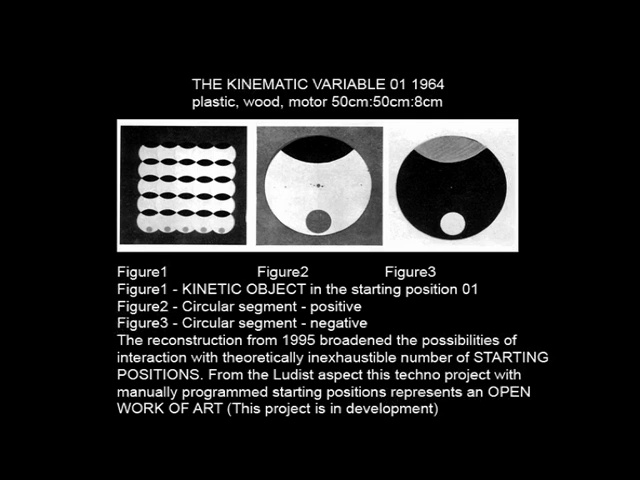 THE KINEMATIC VARIABLE 01 1964
plastic, wood, motor 50cm:50cm:8cm
Figure1 Figure2 Figure3
Figure1 - KINETIC OBJECT in the starting position 01
Figure2 - Circular segment - positive
Figure3 - Circular segment - negative
The reconstruction from 1995 broadened the possibilities of
interaction with theoretically inexhaustible number of STARTING
POSITIONS. From the Ludist aspect this techno project with
manually programmed starting positions represents an OPEN
WORK OF ART (This project is in development)